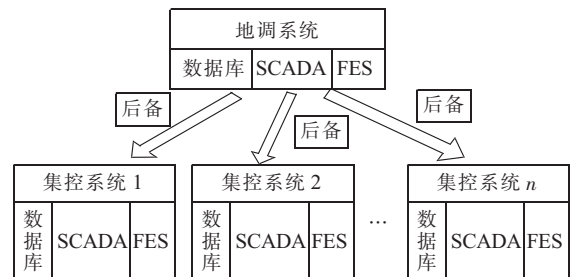 地调系统
数据库 SCADA FES
后备 后备 后备
集控系统 1 集控系统 2 ... 集控系统 n
数据库 SCADA FES 数据库 SCADA FES 数据库 SCADA FES